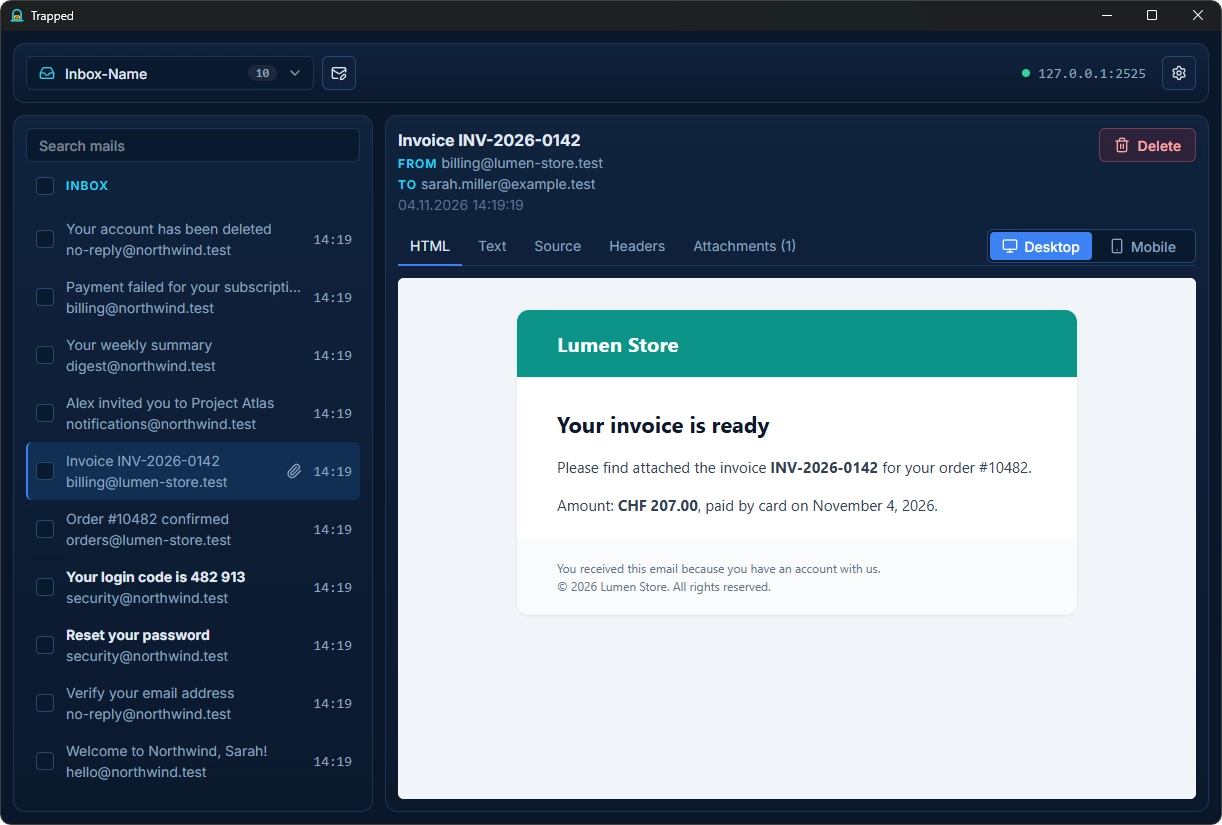 Trapped
Inbox-Name 10
127.0.0.1:2525
Search mails
INBOX
Your account has been deleted
no-reply@northwind.test
14:19
Payment failed for your subscripti...
billing@northwind.test
14:19
Your weekly summary
digest@northwind.test
14:19
Alex invited you to Project Atlas
notifications@northwind.test
14:19
Invoice INV-2026-0142
billing@lumen-store.test
14:19
Order #10482 confirmed
orders@lumen-store.test
14:19
Your login code is 482 913
security@northwind.test
14:19
Reset your password
security@northwind.test
14:19
Verify your email address
no-reply@northwind.test
14:19
Welcome to Northwind, Sarah!
hello@northwind.test
14:19
Invoice INV-2026-0142
FROM billing@lumen-store.test
TO sarah.miller@example.test
04.11.2026 14:19:19
Delete
HTML Text Source Headers Attachments (1)
Desktop Mobile
Lumen Store
Your invoice is ready
Please find attached the invoice INV-2026-0142 for your order #10482.
Amount: CHF 207.00, paid by card on November 4, 2026.
You received this email because you have an account with us.
© 2026 Lumen Store. All rights reserved.